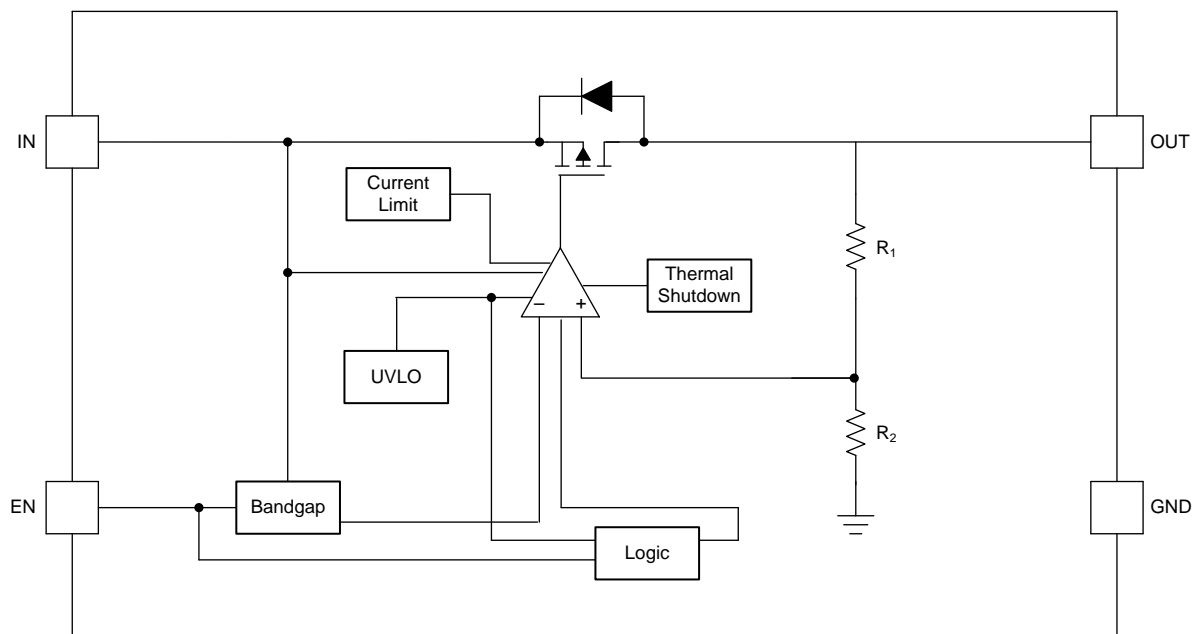 IN
OUT
Current
Limit
R1
Thermal
Shutdown
−
+
UVLO
R2
EN
Bandgap
GND
Logic